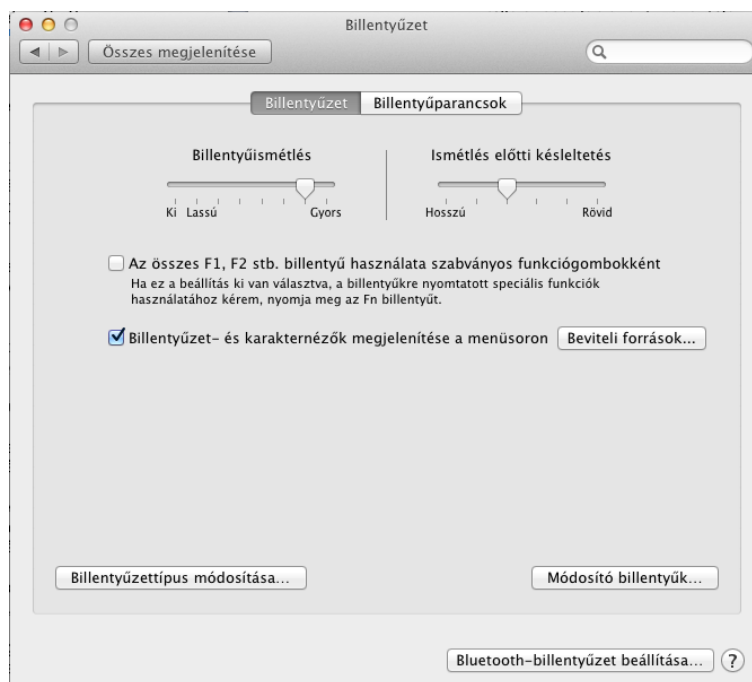 Billentyűzet
Összes megjelenítése
Billentyűzet Billentyűparancsok
Billentyűismétlés Ismétlés előtti késleltetés
Ki Lassú Gyors Hosszú Rövid
Az összes F1, F2 stb. billentyű használata szabványos funkciógombokként
Ha ez a beállítás ki van választva, a billentyűkre nyomtatott speciális funkciók
használatához kérem, nyomja meg az Fn billentyűt.
Billentyűzet- és karakternézők megjelenítése a menüsoron Beviteli források...
Billentyűzettípus módosítása... Módosító billentyűk...
Bluetooth-billentyűzet beállítása... ?